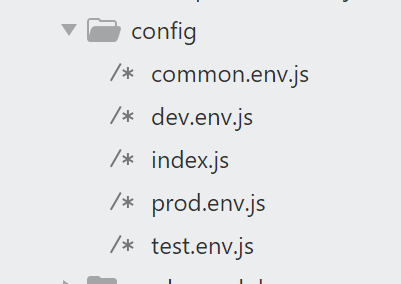 config
/* common.env.js
/* dev.env.js
/* index.js
/* prod.env.js
/* test.env.js